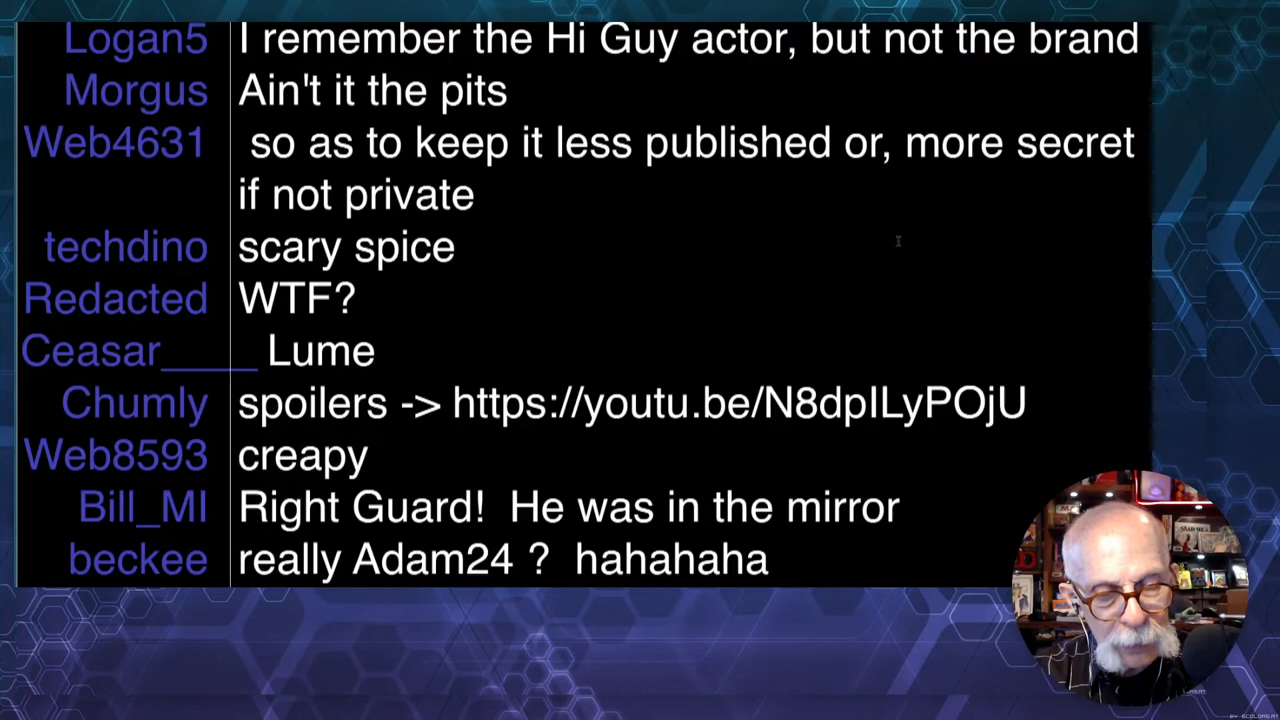 Logan5 I remember the Hi Guy actor, but not the brand
Morgus Ain't it the pits
Web4631 so as to keep it less published or, more secret
if not private
techdino scary spice
Redacted WTF?
Ceasar_____ Lume
Chumly spoilers -> https://youtu.be/N8dpILyPOjU
Web8593 creapy
Bill_MI Right Guard!  He was in the mirror
beckee really Adam24 ?  hahahaha